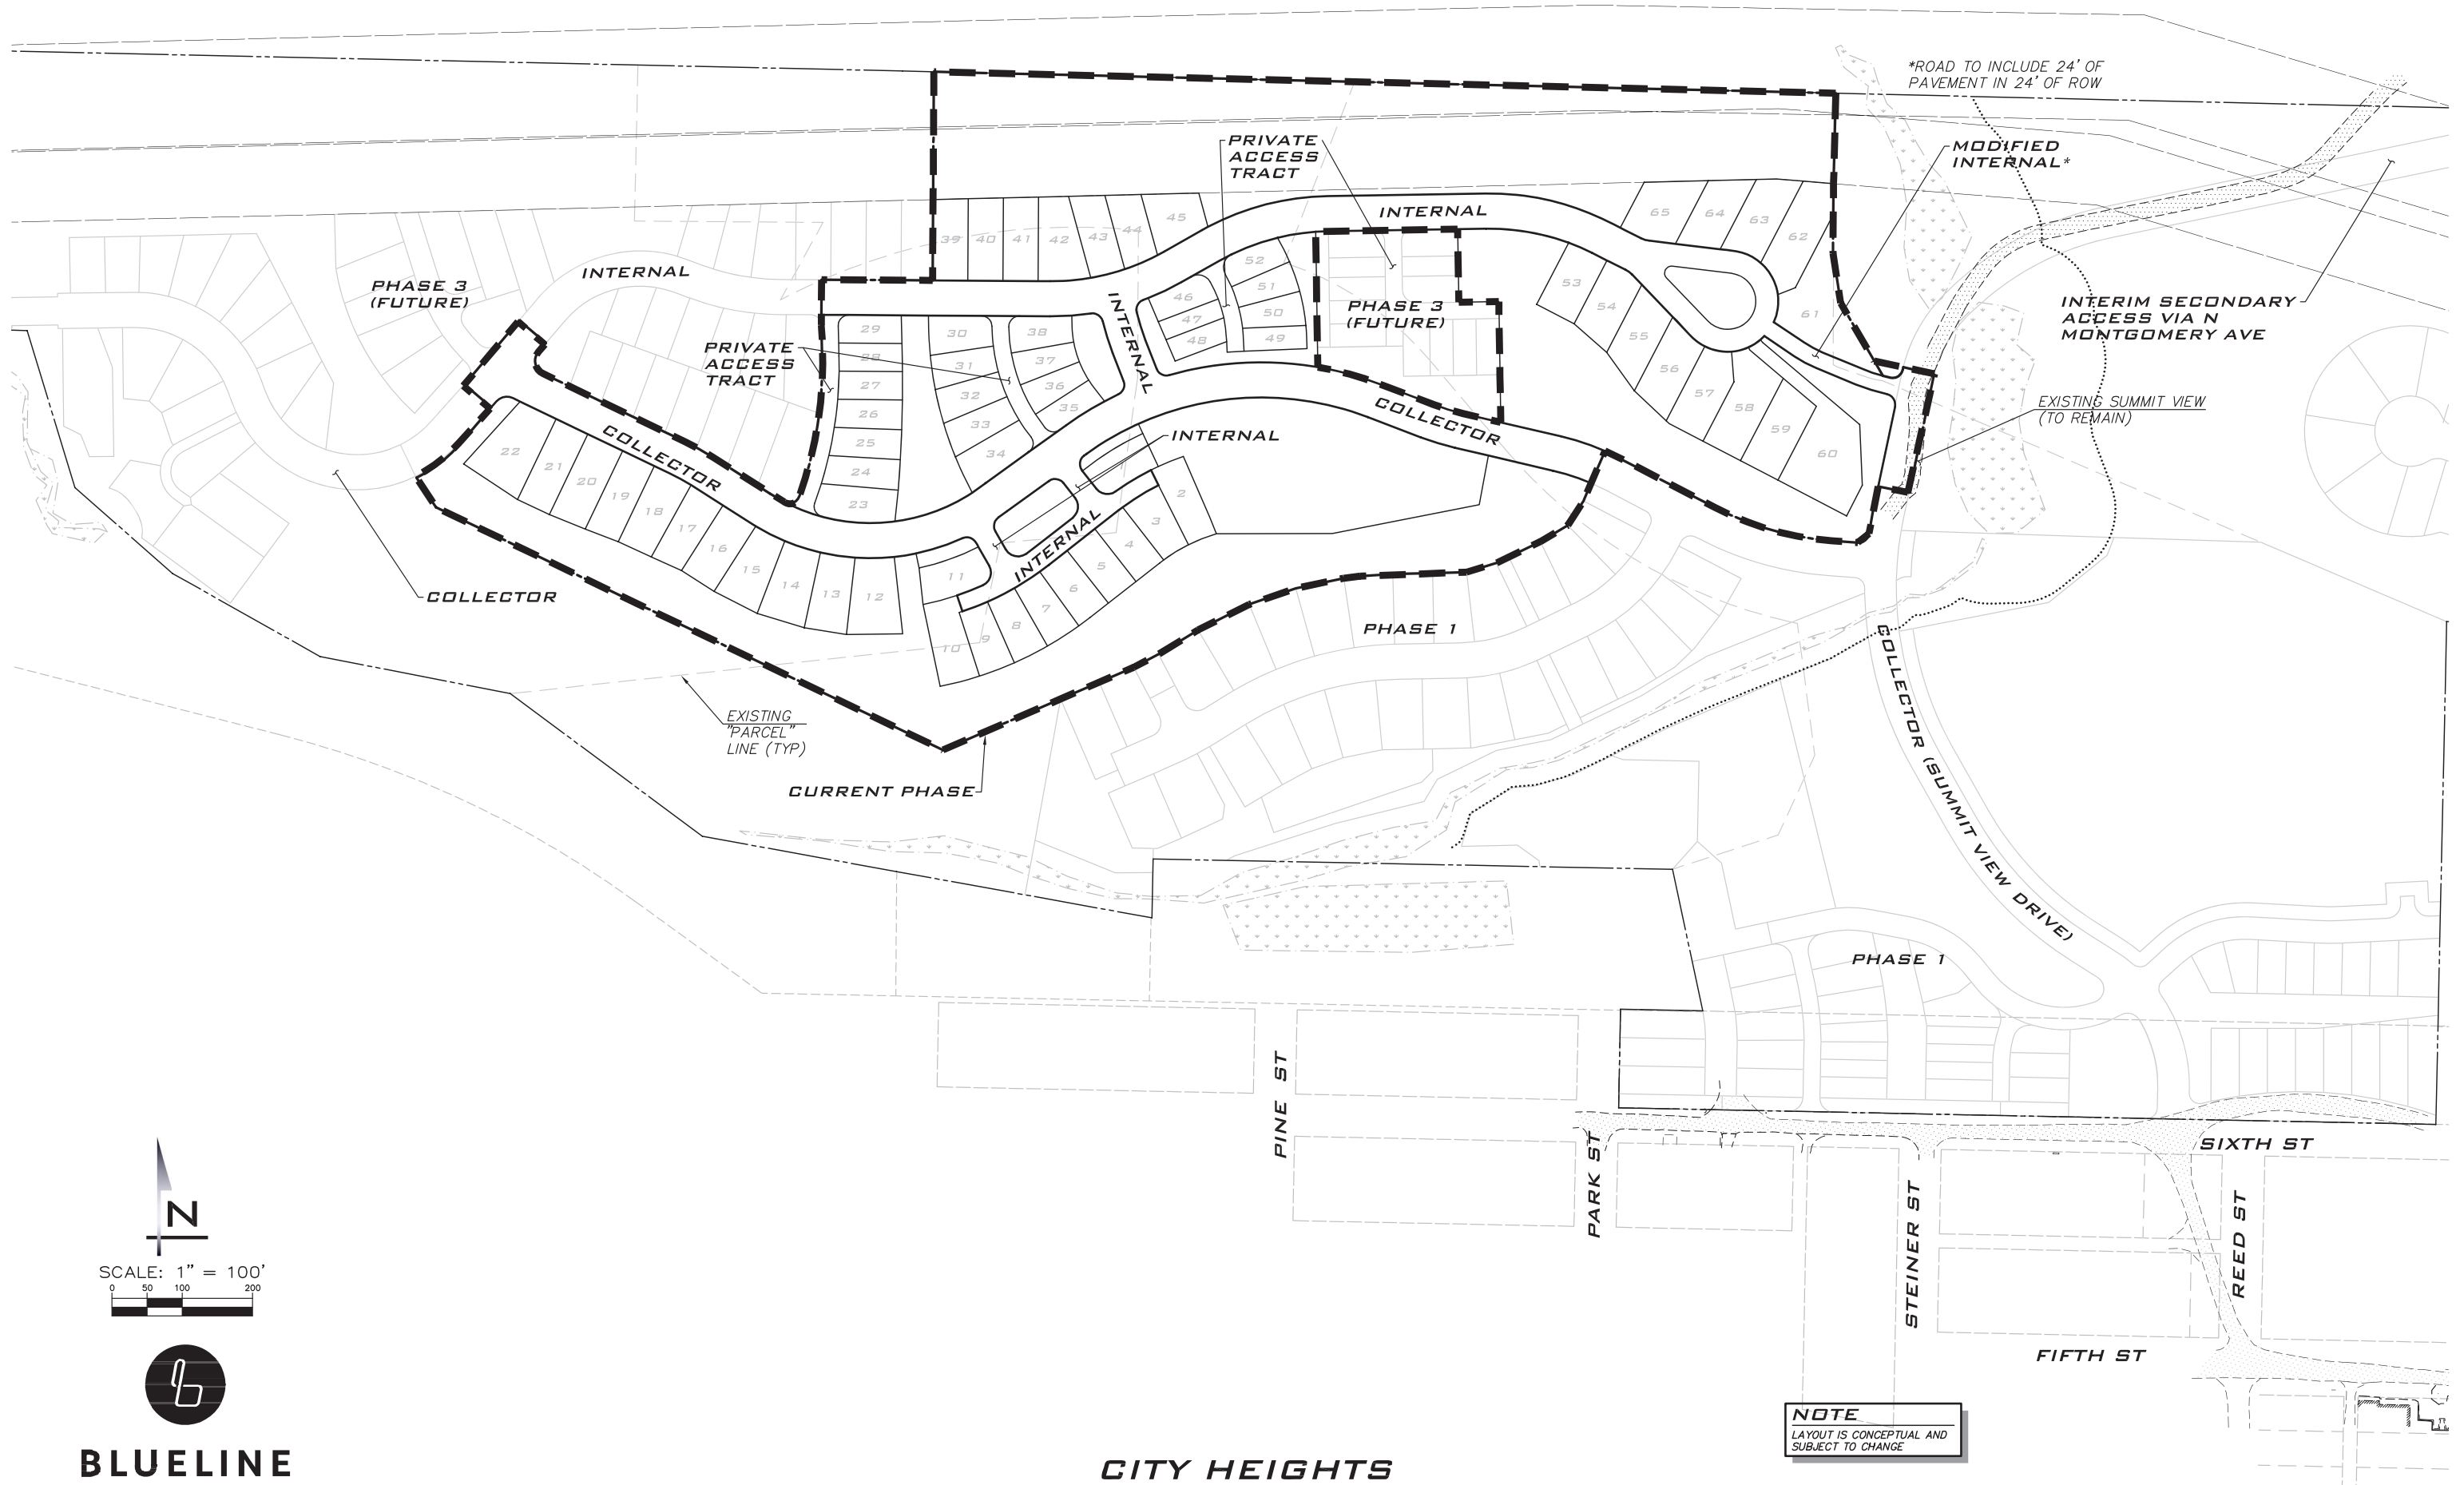 *ROAD TO INCLUDE 24' OF
PAVEMENT IN 24' OF ROW
PRIVATE
ACCESS
TRACT
MODIFIED
INTERNAL*
INTERNAL
65
64
63
62
61
45
44
43
42
41
40
39
INTERNAL
PHASE 3
(FUTURE)
52
51
50
49
46
47
48
INTERNAL
PHASE 3
(FUTURE)
INTERIM SECONDARY
ACCESS VIA N
MONTGOMERY AVE
53
54
55
56
57
58
59
60
PRIVATE
ACCESS
TRACT
29
28
27
26
25
24
23
30
31
32
33
34
38
37
36
35
EXISTING SUMMIT VIEW
(TO REMAIN)
COLLECTOR
COLLECTOR
INTERNAL
INTERNAL
22
21
20
19
18
17
16
15
14
13
12
11
10
9
8
7
6
5
4
3
2
1
COLLECTOR
PHASE 1
EXISTING
"PARCEL"
LINE (TYP)
CURRENT PHASE
COLLECTOR (SUMMIT VIEW DRIVE)
PHASE 1
PINE ST
PARK ST
SIXTH ST
STEINER ST
REED ST
FIFTH ST
N
SCALE: 1" = 100'
0 50 100 200
BLUELINE
NOTE
LAYOUT IS CONCEPTUAL AND
SUBJECT TO CHANGE
CITY HEIGHTS